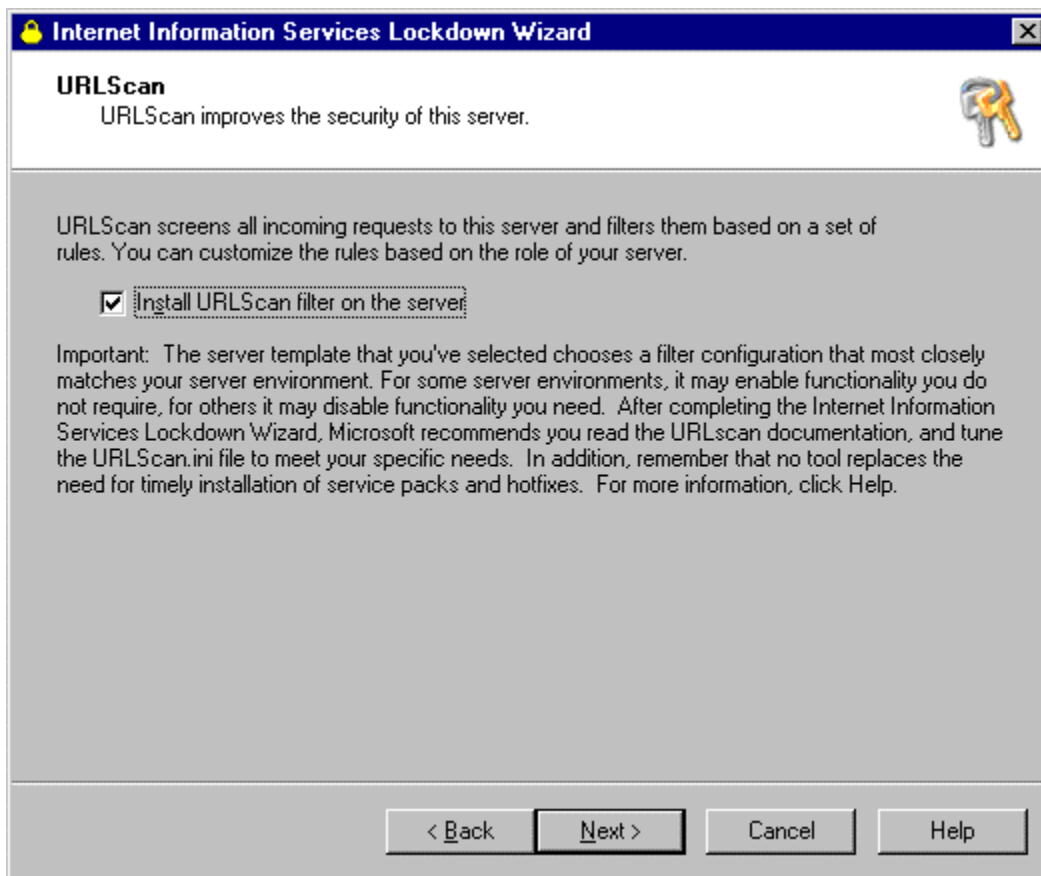 Internet Information Services Lockdown Wizard
URLScan
URLScan improves the security of this server.
URLScan screens all incoming requests to this server and filters them based on a set of
rules. You can customize the rules based on the role of your server.
Install URLScan filter on the server
Important:  The server template that you've selected chooses a filter configuration that most closely
matches your server environment. For some server environments, it may enable functionality you do
not require, for others it may disable functionality you need.  After completing the Internet Information
Services Lockdown Wizard, Microsoft recommends you read the URLscan documentation, and tune
the URLScan.ini file to meet your specific needs.  In addition, remember that no tool replaces the
need for timely installation of service packs and hotfixes.  For more information, click Help.
< Back Next > Cancel Help